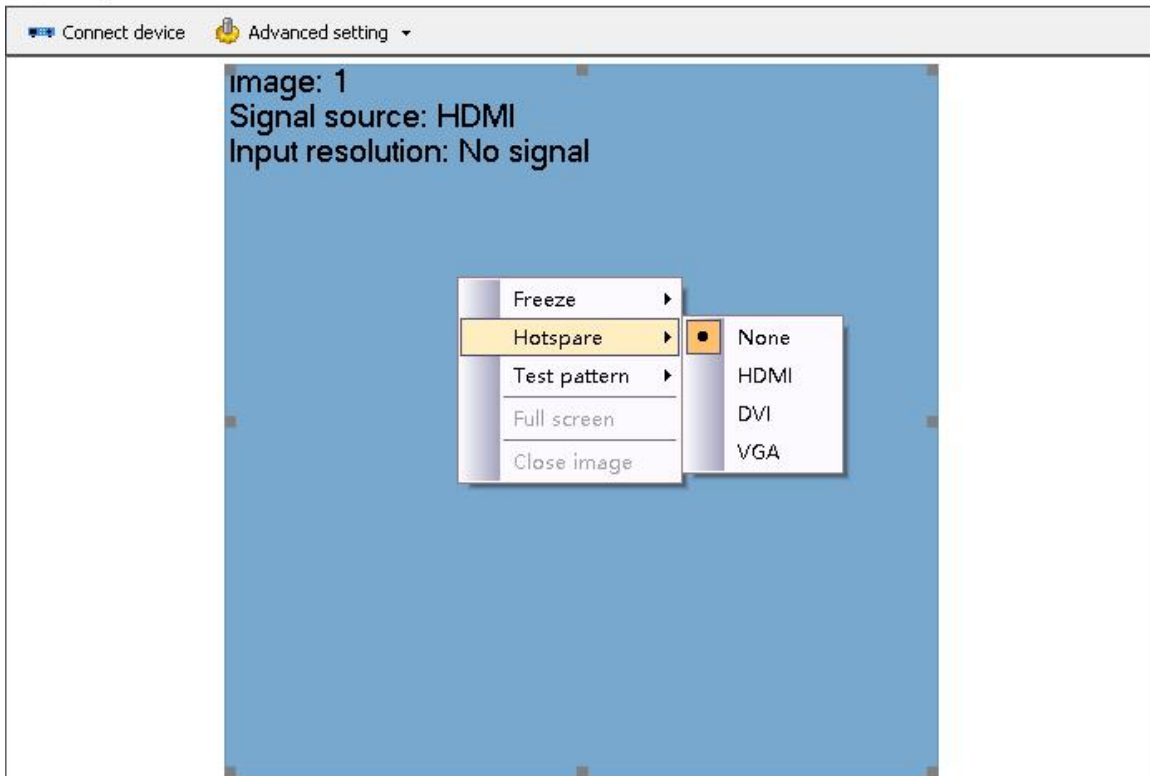 Connect device Advanced setting
Image: 1
Signal source: HDMI
Input resolution: No signal
Freeze
Hotspare
Test pattern
Full screen
Close image
None
HDMI
DVI
VGA